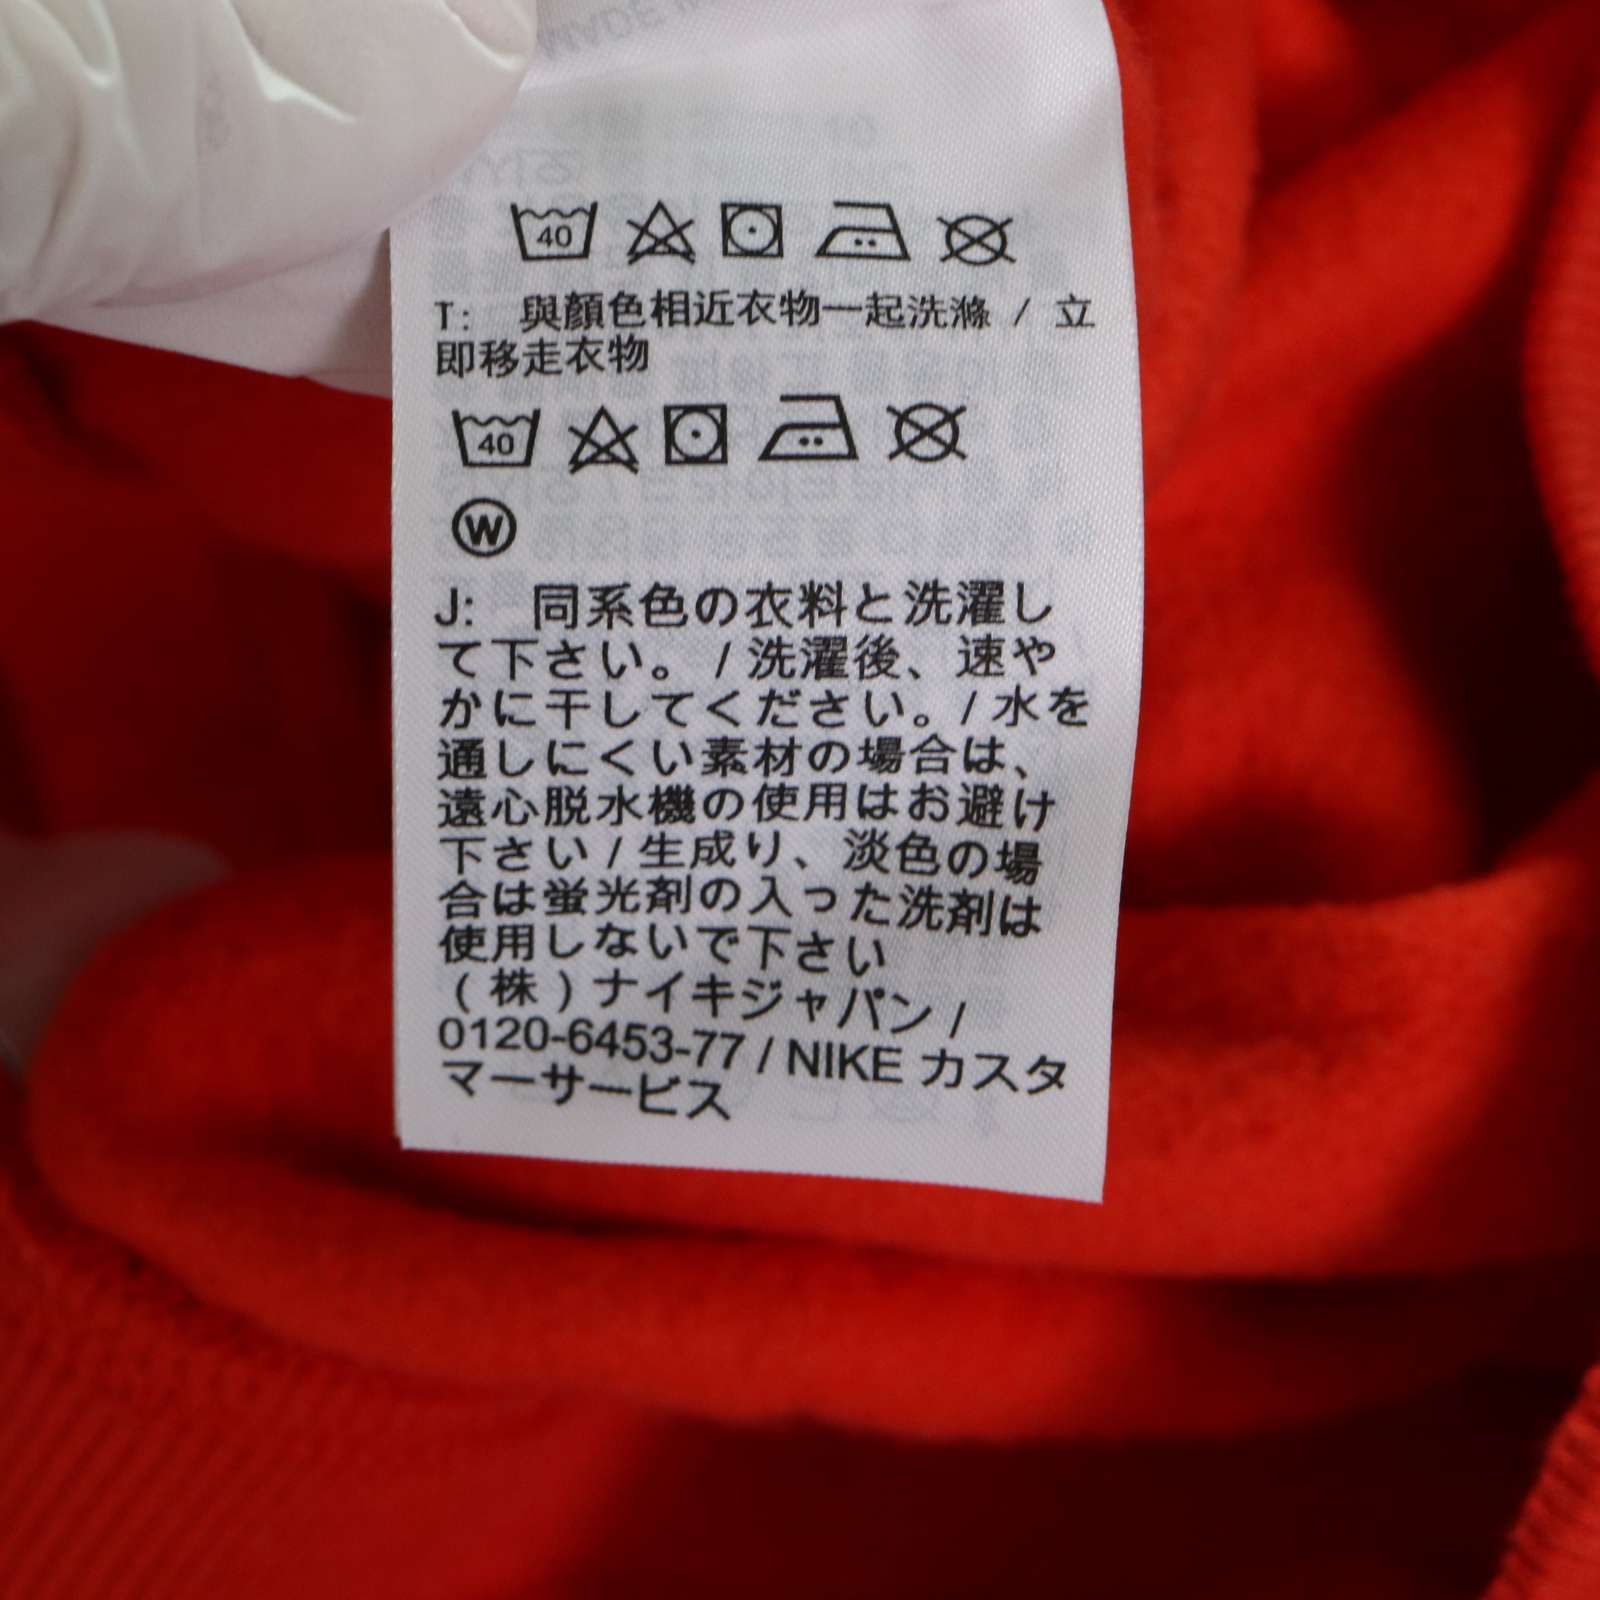 40
T: 與顏色相近衣物一起洗滌 / 立
即移走衣物
40
W
J: 同系色の衣料と洗濯し
て下さい。/ 洗濯後、速や
かに干してください。/ 水を
通しにくい素材の場合は、
遠心脱水機の使用はお避け
下さい / 生成り、淡色の場
合は蛍光剤の入った洗剤は
使用しないで下さい
(株)ナイキジャパン /
0120-6453-77 / NIKE カスタ
マーサービス